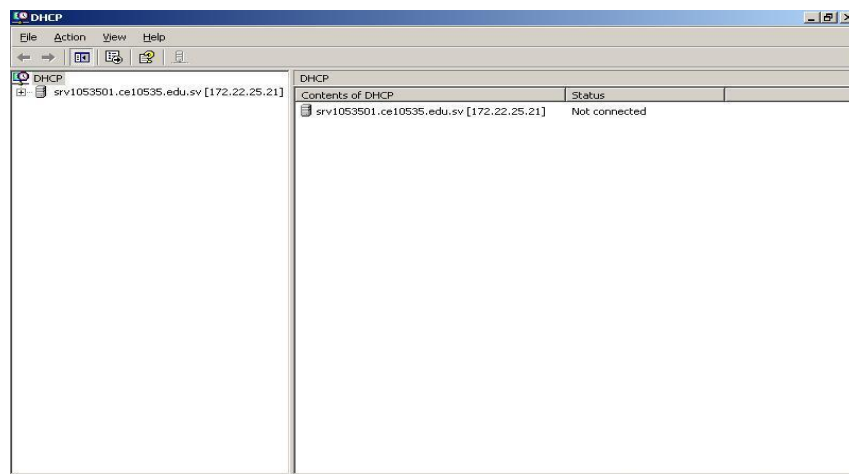 DHCP
File Action View Help
DHCP
srv1053501.ce10535.edu.sv [172.22.25.21]
DHCP
Contents of DHCP Status
srv1053501.ce10535.edu.sv [172.22.25.21] Not connected